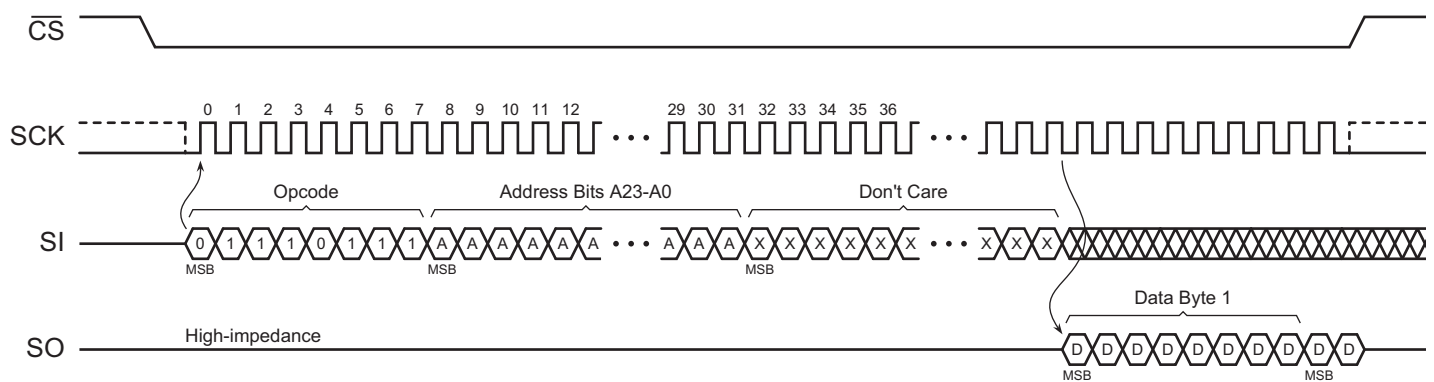 CS
0 1 2 3 4 5 6 7 8 9 10 11 12 29 30 31 32 33 34 35 36
SCK
Opcode Address Bits A23-A0 Don't Care
SI 0 1 1 1 0 1 1 1 A A A A A A A A A X X X X X X X X X
MSB MSB MSB
Data Byte 1
High-impedance
SO D D D D D D D D D D
MSB MSB